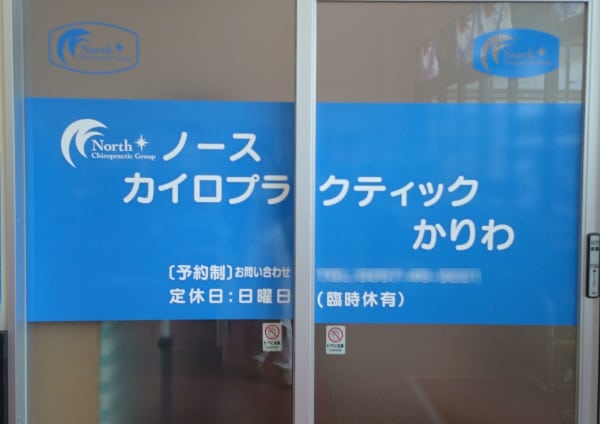 North
North
North
Chiropractic Group
ノース
カイロプラクティック
かりわ
〔予約制〕お問い合わせ
定休日：日曜日（臨時休有）